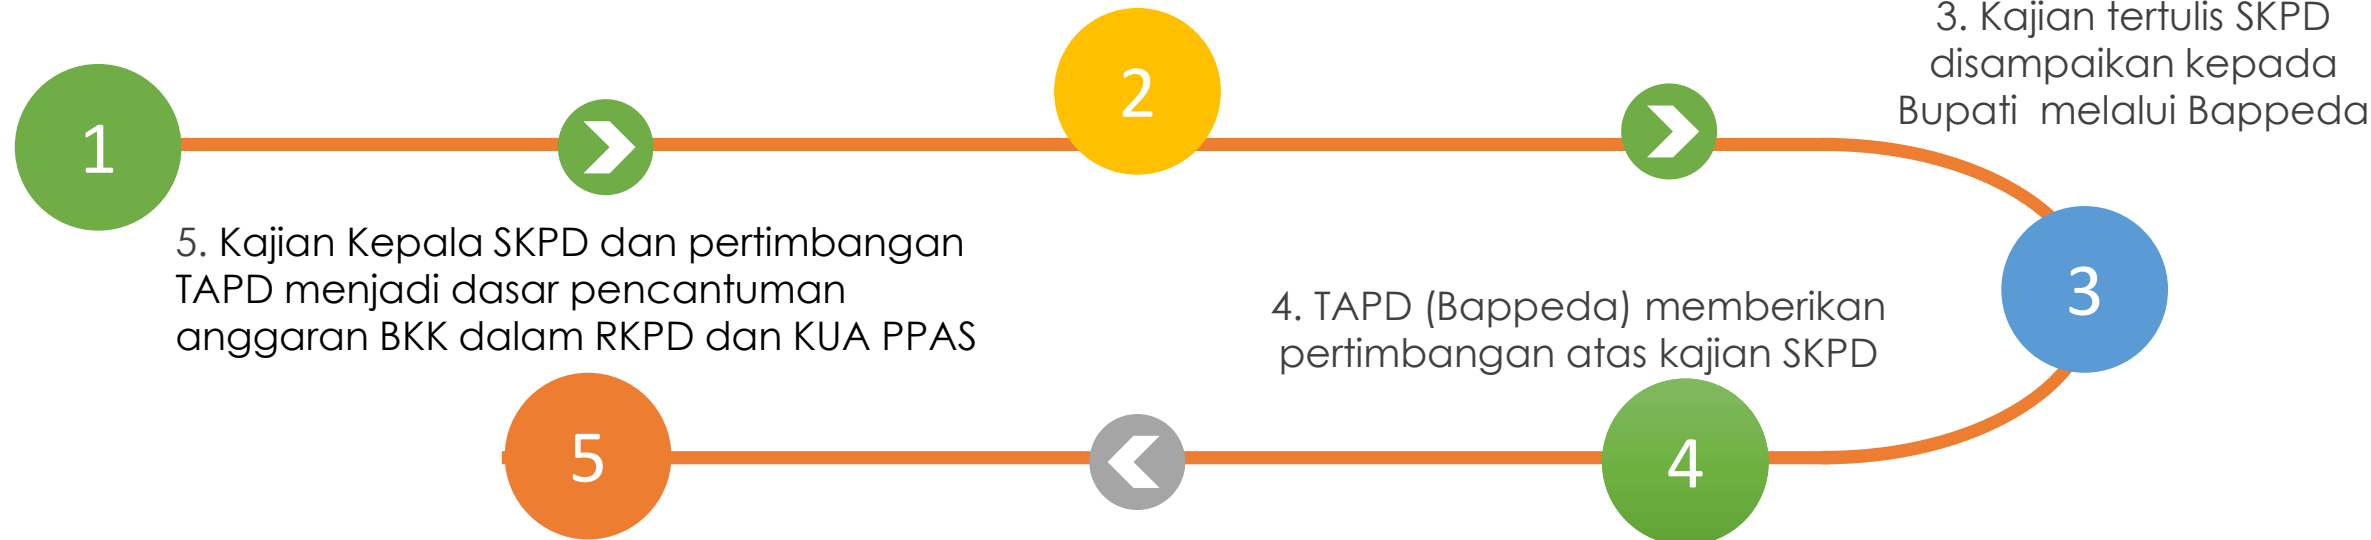 3. Kajian tertulis SKPD
disampaikan kepada
Bupati melalui Bappeda
1
2
3
5. Kajian Kepala SKPD dan pertimbangan
TAPD menjadi dasar pencantuman
anggaran BKK dalam RKPD dan KUA PPAS
4. TAPD (Bappeda) memberikan
pertimbangan atas kajian SKPD
5
4